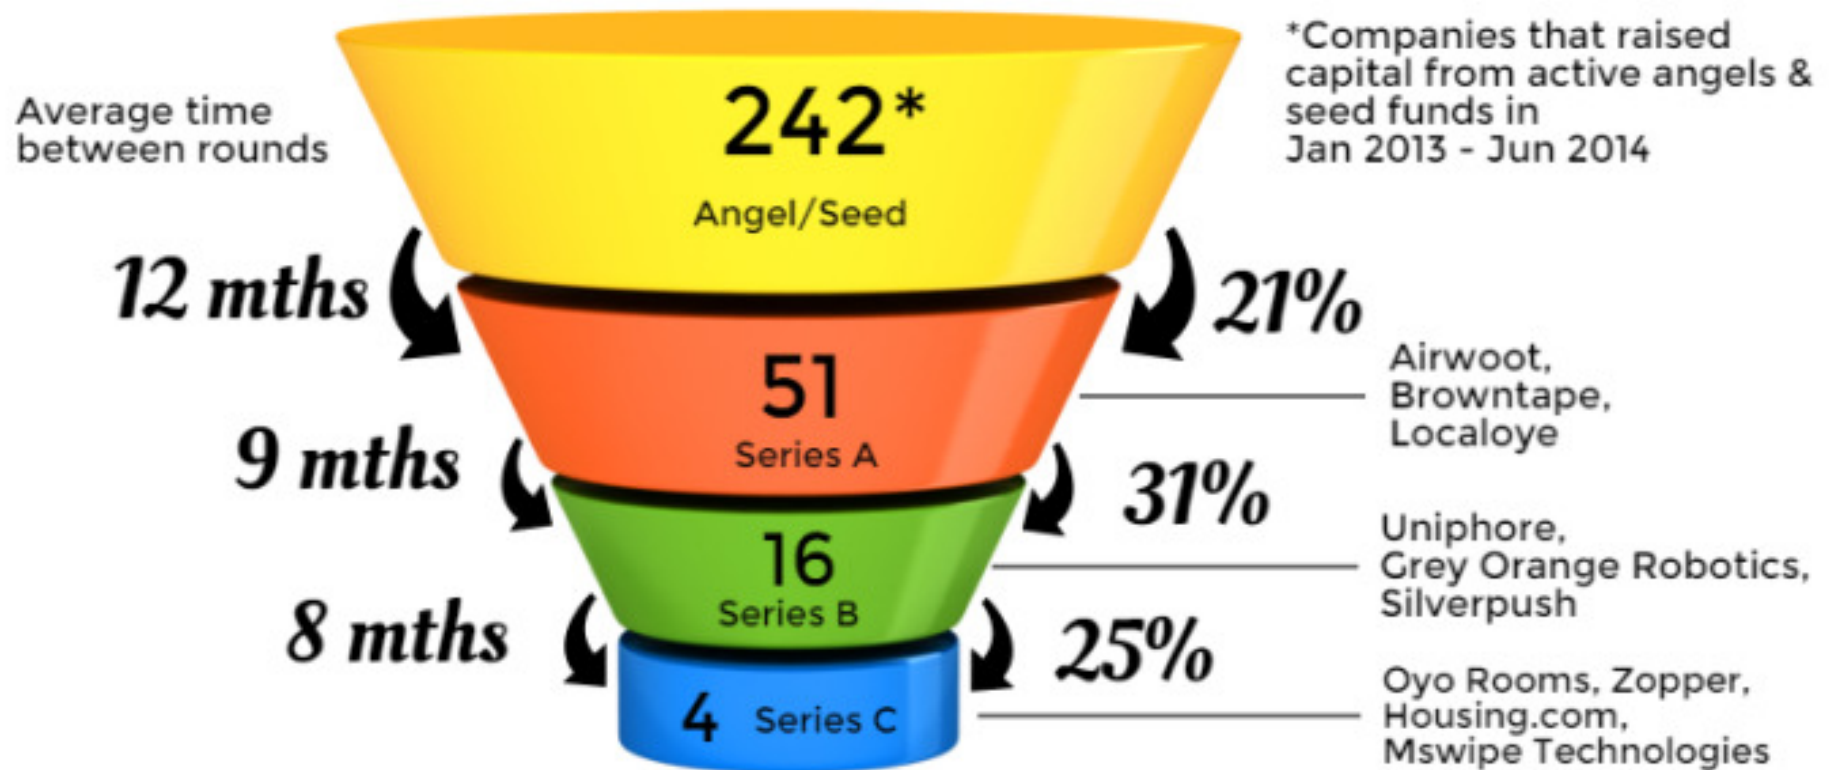 *Companies that raised
capital from active angels &
seed funds in
Jan 2013 - Jun 2014
Average time
between rounds
242*
Angel/Seed
12 mths
21%
51
Series A
Airwoot,
Browntape,
Localoye
9 mths
31%
16
Series B
Uniphore,
Grey Orange Robotics,
Silverpush
8 mths
25%
4 Series C
Oyo Rooms, Zopper,
Housing.com,
Mswipe Technologies